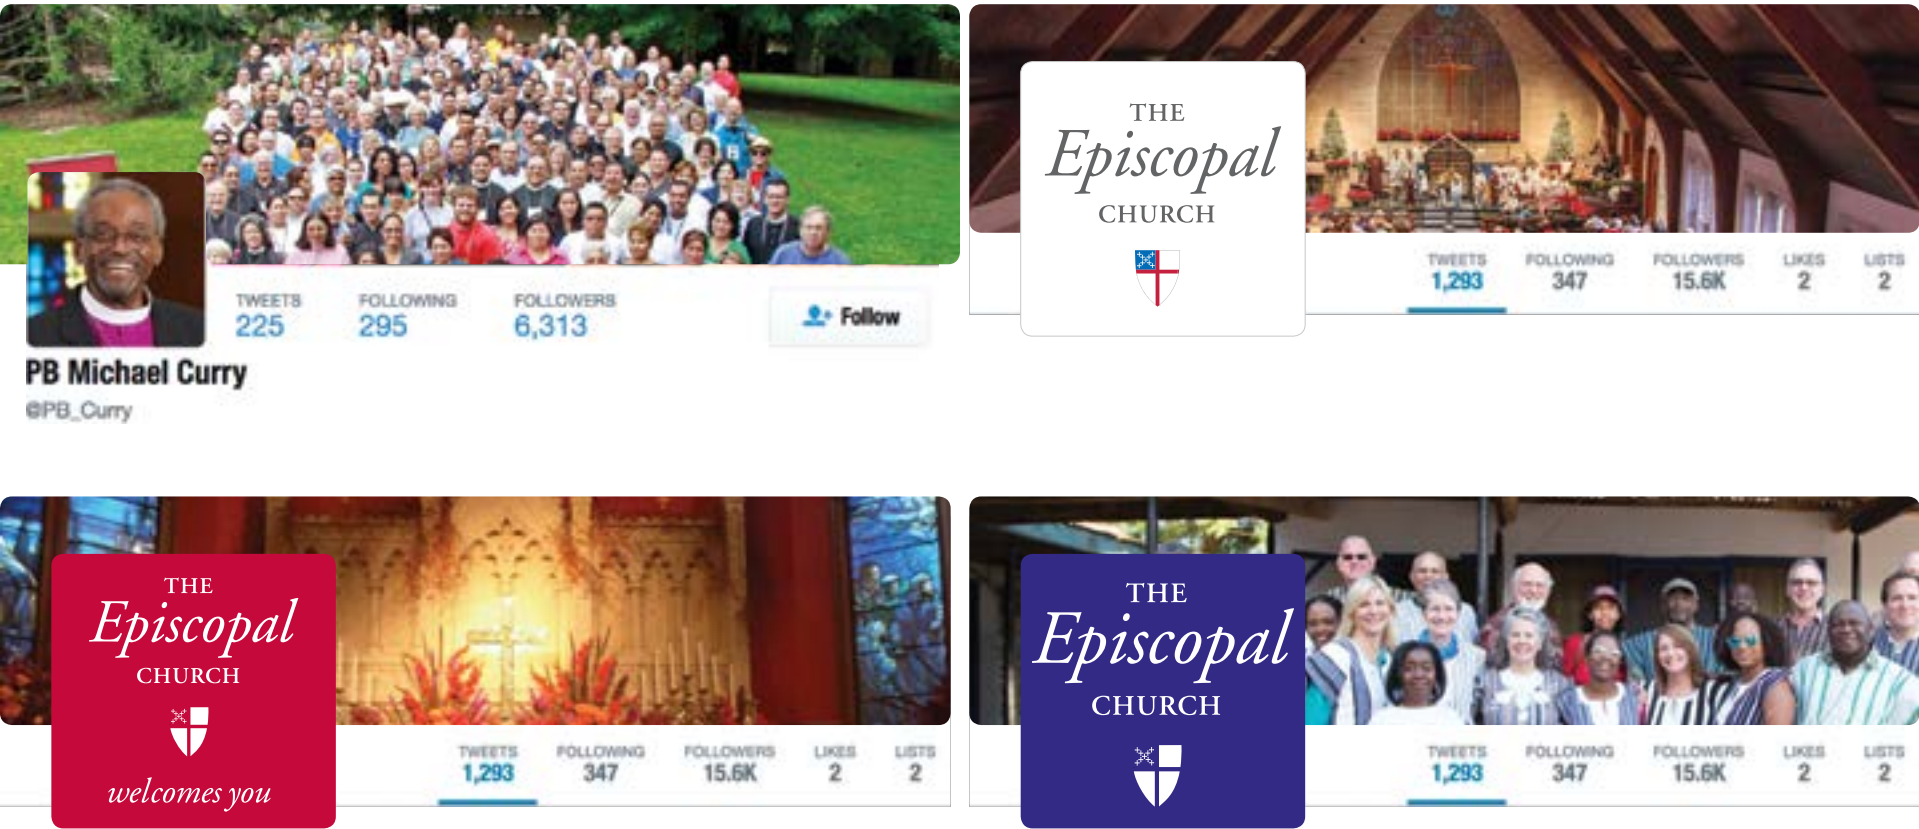 TWEETS FOLLOWING FOLLOWERS
225 295 6,313
Follow
PB Michael Curry
@PB_Curry
THE
Episcopal
CHURCH
TWEETS FOLLOWING FOLLOWERS LIKES LISTS
1,293 347 15.6K 2 2
THE
Episcopal
CHURCH
welcomes you
TWEETS FOLLOWING FOLLOWERS LIKES LISTS
1,293 347 15.6K 2 2
THE
Episcopal
CHURCH
TWEETS FOLLOWING FOLLOWERS LIKES LISTS
1,293 347 15.6K 2 2